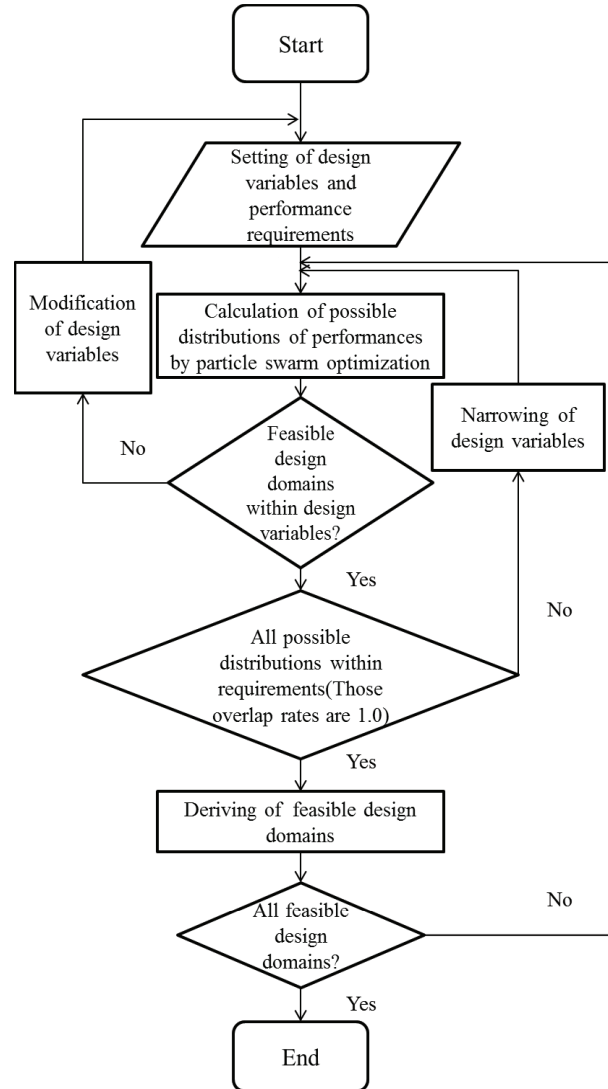 Start
Setting of design
variables and
performance
requirements
Modification
of design
variables
Calculation of possible
distributions of performances
by particle swarm optimization
Narrowing of
design variables
No
Feasible
design
domains
within design
variables?
Yes
No
All possible
distributions within
requirements(Those
overlap rates are 1.0)
Yes
Deriving of feasible design
domains
No
All feasible
design
domains?
Yes
End